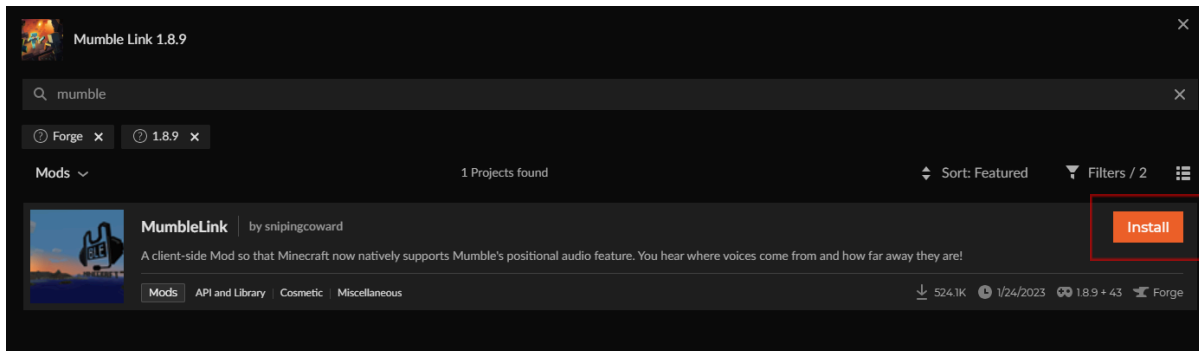 Mumble Link 1.8.9
mumble
Forge
1.8.9
Mods
1 Projects found
Sort: Featured
Filters / 2
MumbleLink by snipingcoward
Install
A client-side Mod so that Minecraft now natively supports Mumble's positional audio feature. You hear where voices come from and how far away they are!
Mods API and Library Cosmetic Miscellaneous
524.1K 1/24/2023 1.8.9 + 43 Forge
BLE